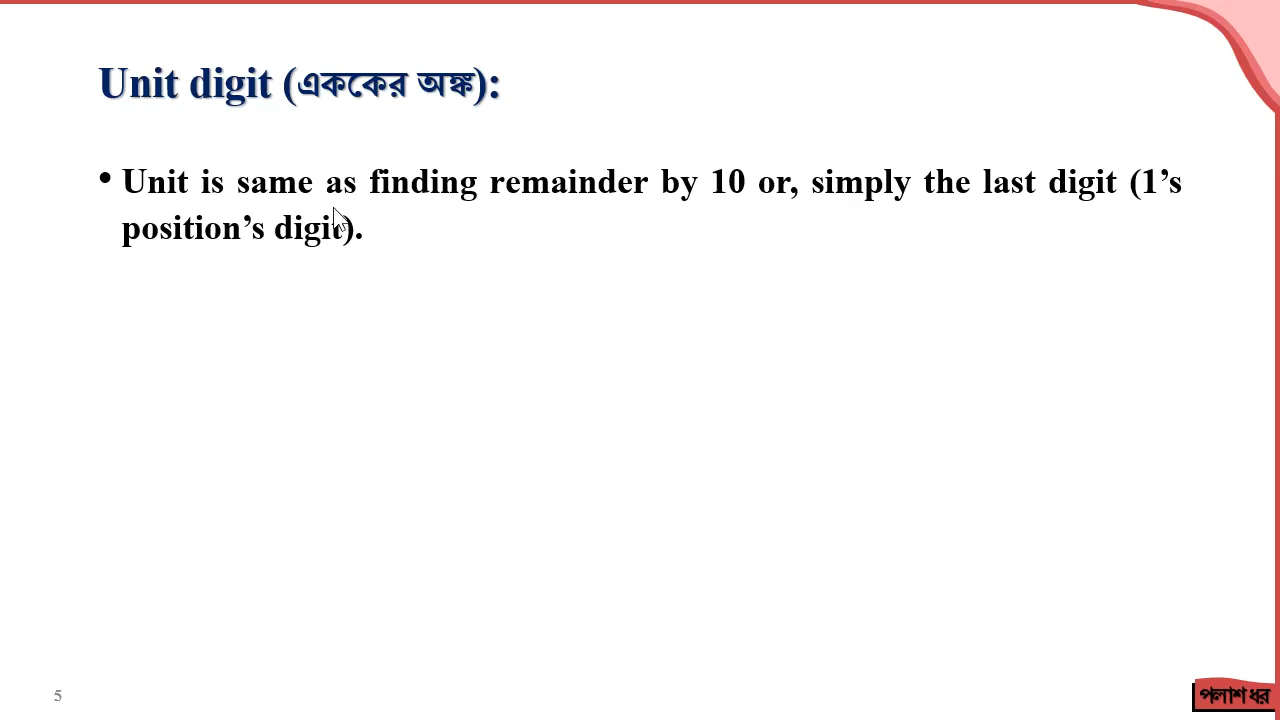 Unit digit (এককের অঙ্ক):
• Unit is same as finding remainder by 10 or, simply the last digit (1’s
position’s digit).
5
পলাশ ধর